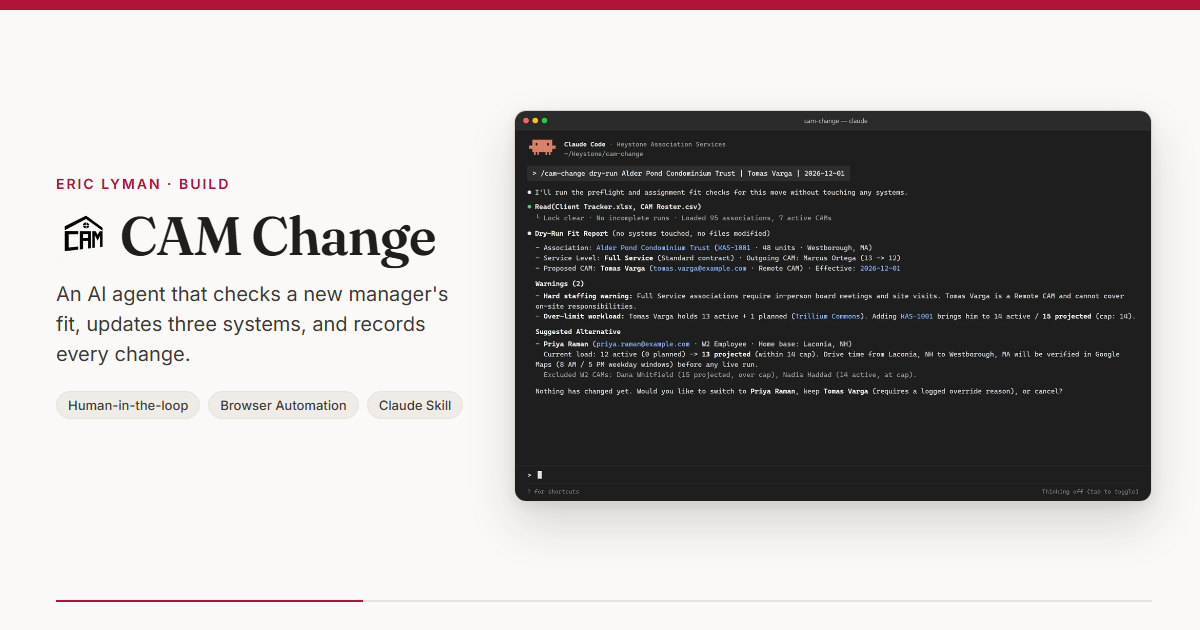 ERIC LYMAN · BUILD
CAM
CAM Change
An AI agent that checks a new manager's
fit, updates three systems, and records
every change.
Human-in-the-loop
Browser Automation
Claude Skill
cam-change — claude
Claude Code · Keystone Association Services
~/Keystone/cam-change
> /cam-change dry-run Alder Pond Condominium Trust | Tomas Varga | 2026-12-01
● I'll run the preflight and assignment fit checks for this move without touching any systems.
● Read(Client Tracker.xlsx, CAM Roster.csv)
└ Lock clear · No incomplete runs · Loaded 95 associations, 7 active CAMs
● Dry-Run Fit Report (no systems touched, no files modified)
– Association: Alder Pond Condominium Trust (KAS-1001 · 48 units · Westborough, MA)
– Service Level: Full Service (Standard contract) · Outgoing CAM: Marcus Ortega (13 -> 12)
– Proposed CAM: Tomas Varga (tomas.varga@example.com · Remote CAM) · Effective: 2026-12-01
Warnings (2)
– Hard staffing warning: Full Service associations require in-person board meetings and site visits. Tomas Varga is a Remote CAM and cannot cover
on-site responsibilities.
– Over-limit workload: Tomas Varga holds 13 active + 1 planned (Trillium Commons). Adding KAS-1001 brings him to 14 active / 15 projected (cap: 14).
Suggested Alternative
– Priya Raman (priya.raman@example.com · W2 Employee · Home base: Laconia, NH)
Current load: 12 active (0 planned) -> 13 projected (within 14 cap). Drive time from Laconia, NH to Westborough, MA will be verified in Google
Maps (8 AM / 5 PM weekday windows) before any live run.
Excluded W2 CAMs: Dana Whitfield (15 projected, over cap), Nadia Haddad (14 active, at cap).
Nothing has changed yet. Would you like to switch to Priya Raman, keep Tomas Varga (requires a logged override reason), or cancel?
>
? for shortcuts
Thinking off (tab to toggle)